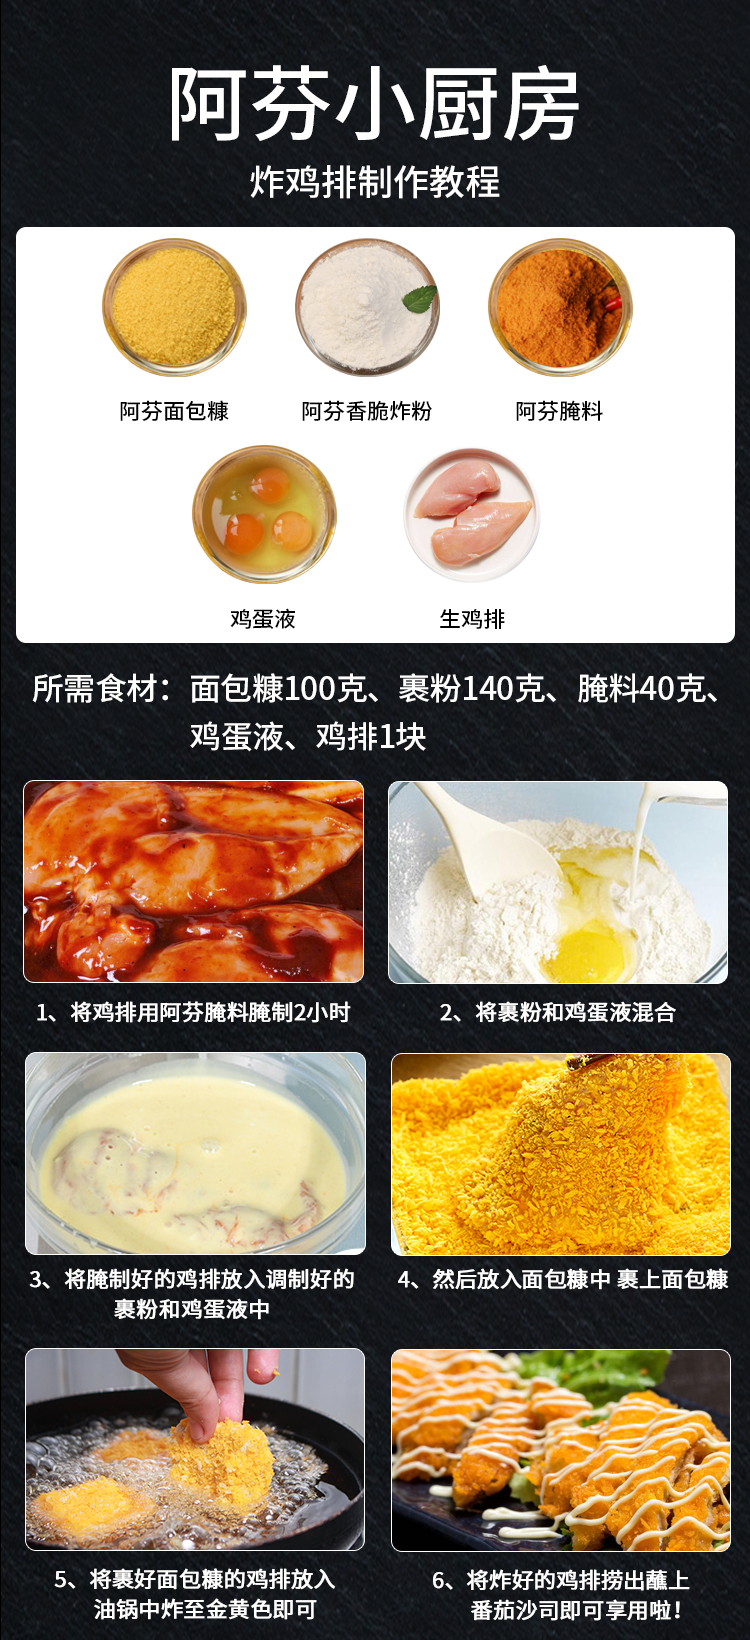 阿芬小厨房
炸鸡排制作教程
阿芬面包糠
阿芬香脆炸粉
阿芬腌料
鸡蛋液
生鸡排
所需食材：面包糠100克、裹粉140克、腌料40克、
鸡蛋液、鸡排1块
1、将鸡排用阿芬腌料腌制2小时
2、将裹粉和鸡蛋液混合
3、将腌制好的鸡排放入调制好的
裹粉和鸡蛋液中
4、然后放入面包糠中 裹上面包糠
5、将裹好面包糠的鸡排放入
油锅中炸至金黄色即可
6、将炸好的鸡排捞出蘸上
番茄沙司即可享用啦！